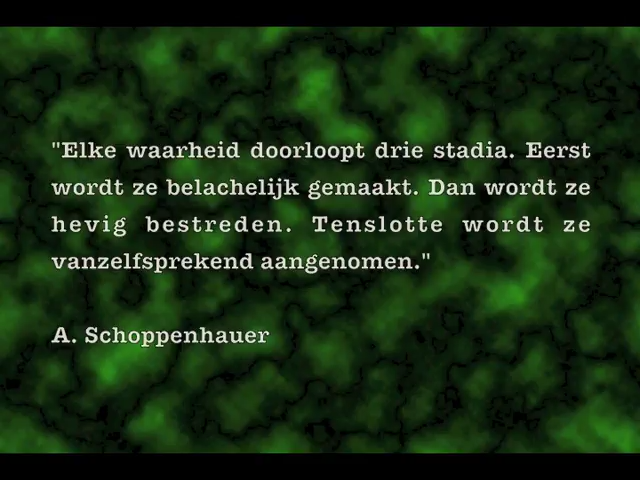 "Elke waarheid doorloopt drie stadia. Eerst
wordt ze belachelijk gemaakt. Dan wordt ze
hevig bestreden. Tenslotte wordt ze
vanzelfsprekend aangenomen."
A. Schoppenhauer